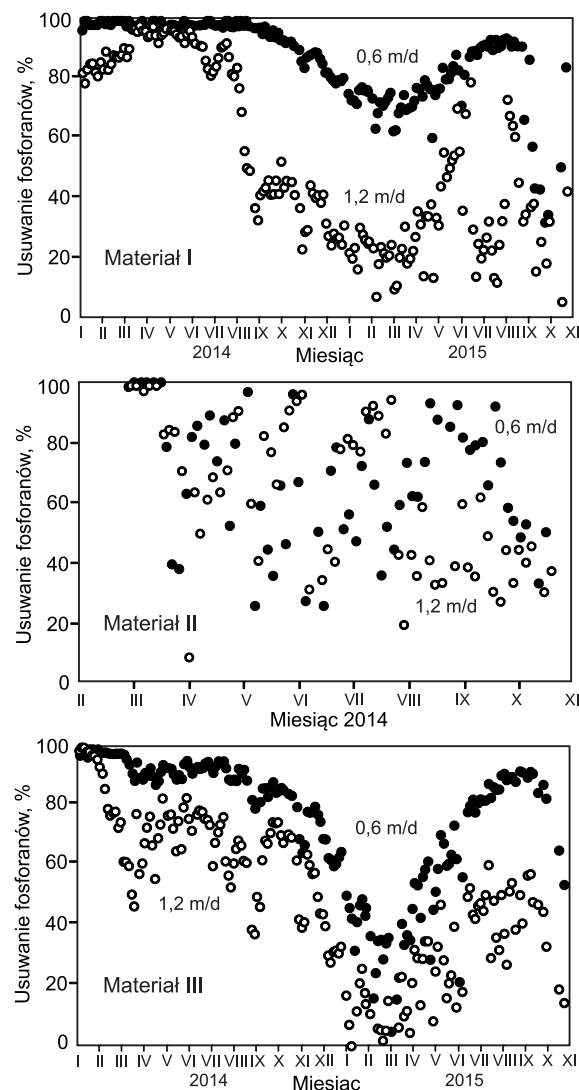 Usuwanie fosforanów, %
100
80
60
40
20
0
0,6 m/d
1,2 m/d
Materiał I
I II III IV V VI VII VIII IX X XI XII I II III IV V VI VII VIII IX X XI
2014 Miesiąc 2015
Usuwanie fosforanów, %
100
80
60
40
20
0
0,6 m/d
1,2 m/d
Materiał II
II III IV V VI VII VIII IX X XI
Miesiąc 2014
Usuwanie fosforanów, %
100
80
60
40
20
0
0,6 m/d
1,2 m/d
Materiał III
I II III IV V VI VII VIII IX X XI XII I II III IV V VI VII VIII IX X XI
2014 Miesiąc 2015